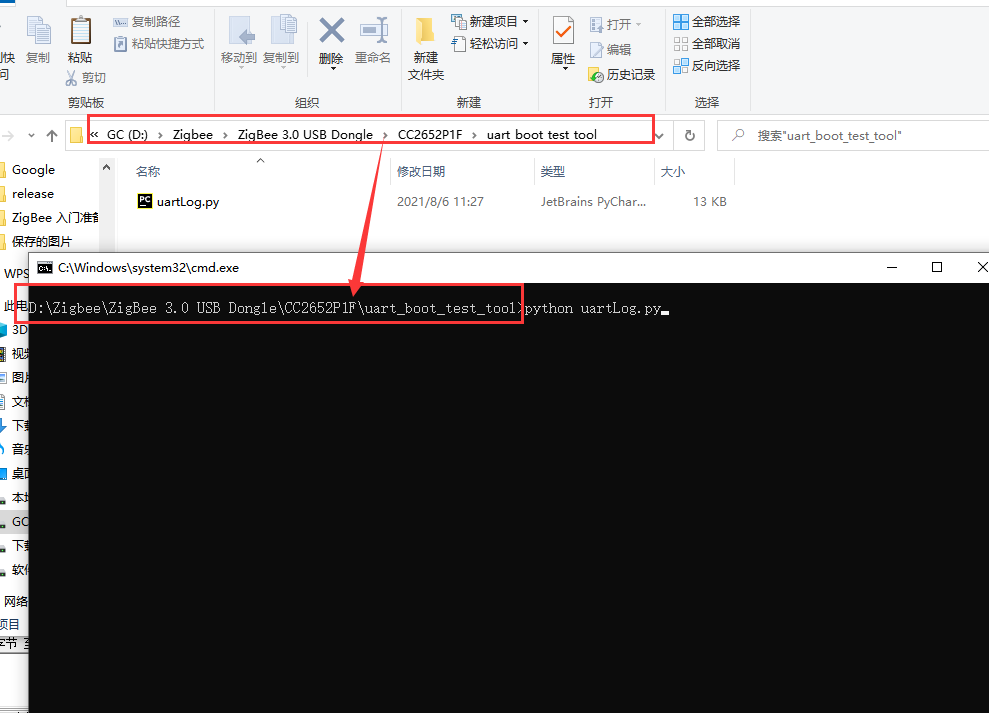 复制路径
粘贴快捷方式
快
问
复制
粘贴
剪切
移动到 复制到
删除 重命名
新建
文件夹
新建项目
轻松访问
属性
打开
编辑
历史记录
全部选择
全部取消
反向选择
剪贴板
组织
新建
打开
选择
« GC (D:) › Zigbee › ZigBee 3.0 USB Dongle › CC2652P1F › uart_boot_test_tool
搜索"uart_boot_test_tool"
名称 修改日期 类型 大小
uartLog.py 2021/8/6 11:27 JetBrains PyChar... 13 KB
Google
release
ZigBee 入门准备
保存的图片
WPS
此电
3D
视频
图片
文档
下载
音乐
桌面
本地
GC
下载
软件
网络
项目
字节
C:\Windows\system32\cmd.exe
D:\Zigbee\ZigBee 3.0 USB Dongle\CC2652P1F\uart_boot_test_tool>python uartLog.py